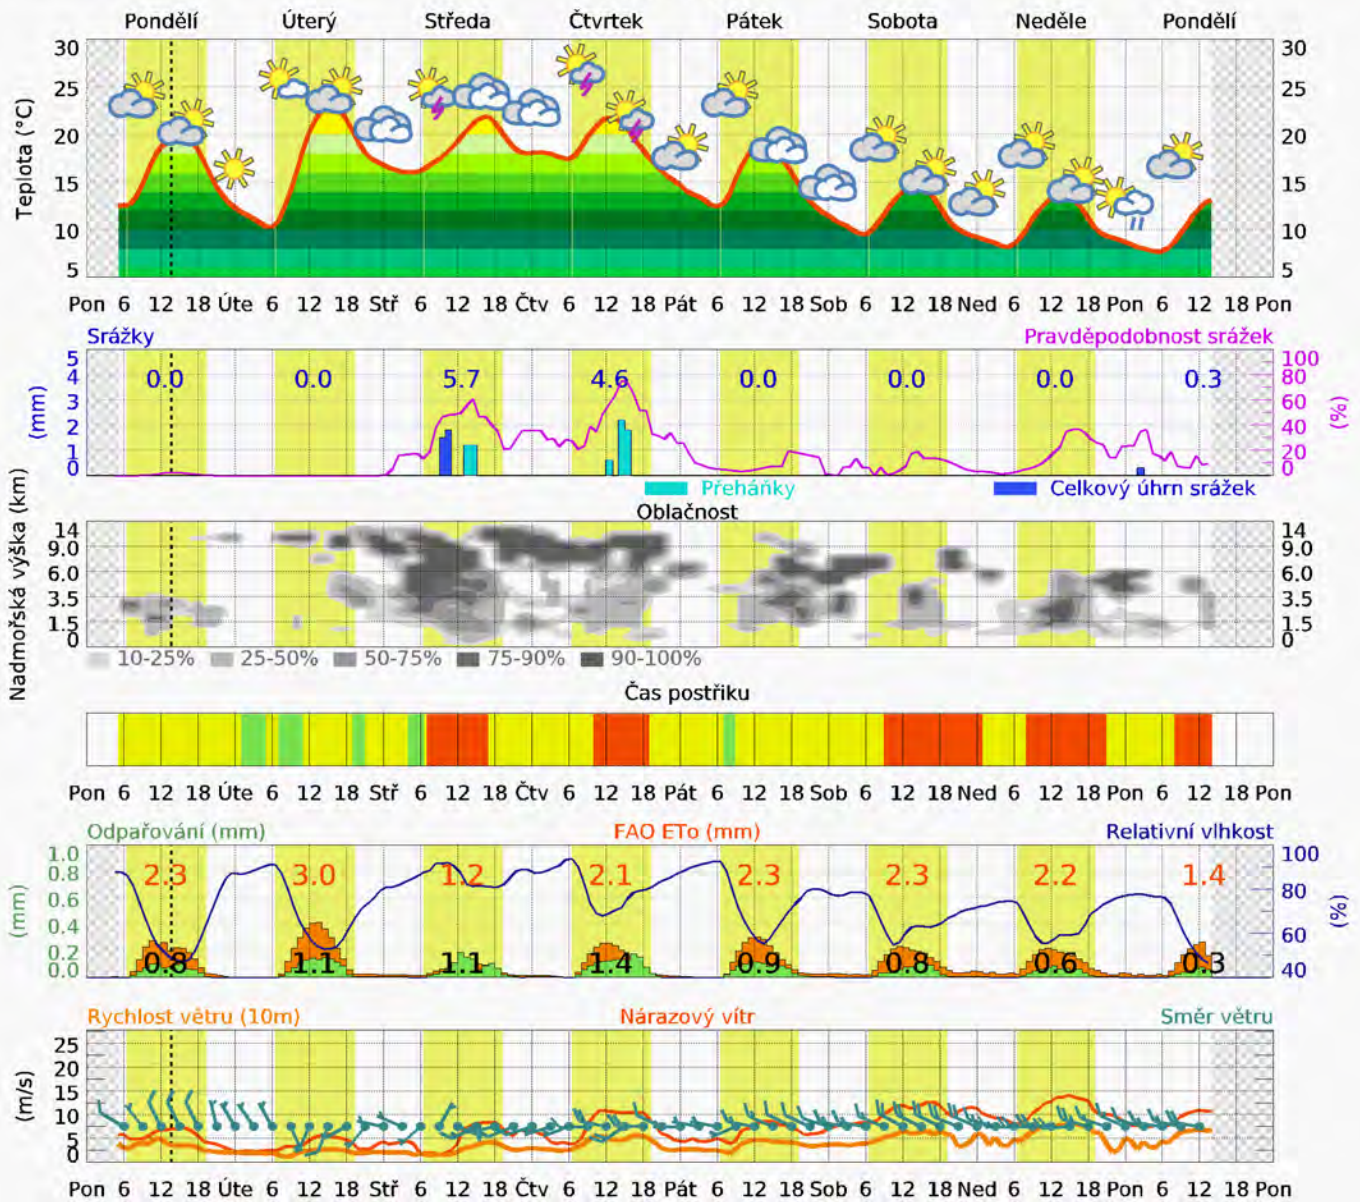 Pondělí Úterý Středa Čtvrtek Pátek Sobota Neděle Pondělí
30 30
25 25
20 20
15 15
10 10
5 5
Teplota (°C)
Pon 6 12 18 Úte 6 12 18 Stř 6 12 18 Čtv 6 12 18 Pát 6 12 18 Sob 6 12 18 Ned 6 12 18 Pon 6 12 18 Pon
Srážky Pravděpodobnost srážek
5 100
4 0.0 0.0 5.7 4.6 0.0 0.0 0.0 0.3 80
3 60
2 40
1 20
0 0
(mm) (%)
Přeháňky Celkový úhrn srážek
Oblačnost
14 14
9.0 9.0
6.0 6.0
3.5 3.5
1.5 1.5
0 0
Nadmořská výška (km)
10-25% 25-50% 50-75% 75-90% 90-100%
Čas postřiku
Pon 6 12 18 Úte 6 12 18 Stř 6 12 18 Čtv 6 12 18 Pát 6 12 18 Sob 6 12 18 Ned 6 12 18 Pon 6 12 18 Pon
Odpařování (mm) FAO ETo (mm) Relativní vlhkost
1.0 100
0.8 2.3 3.0 1.2 2.1 2.3 2.3 2.2 1.4 80
0.6
0.4 60
0.2
0.0 0.8 1.1 1.1 1.4 0.9 0.8 0.6 0.3 40
(mm) (%)
Rychlost větru (10m) Nárazový vítr Směr větru
25 25
20 20
15 15
10 10
5 5
0 0
(m/s)
Pon 6 12 18 Úte 6 12 18 Stř 6 12 18 Čtv 6 12 18 Pát 6 12 18 Sob 6 12 18 Ned 6 12 18 Pon 6 12 18 Pon